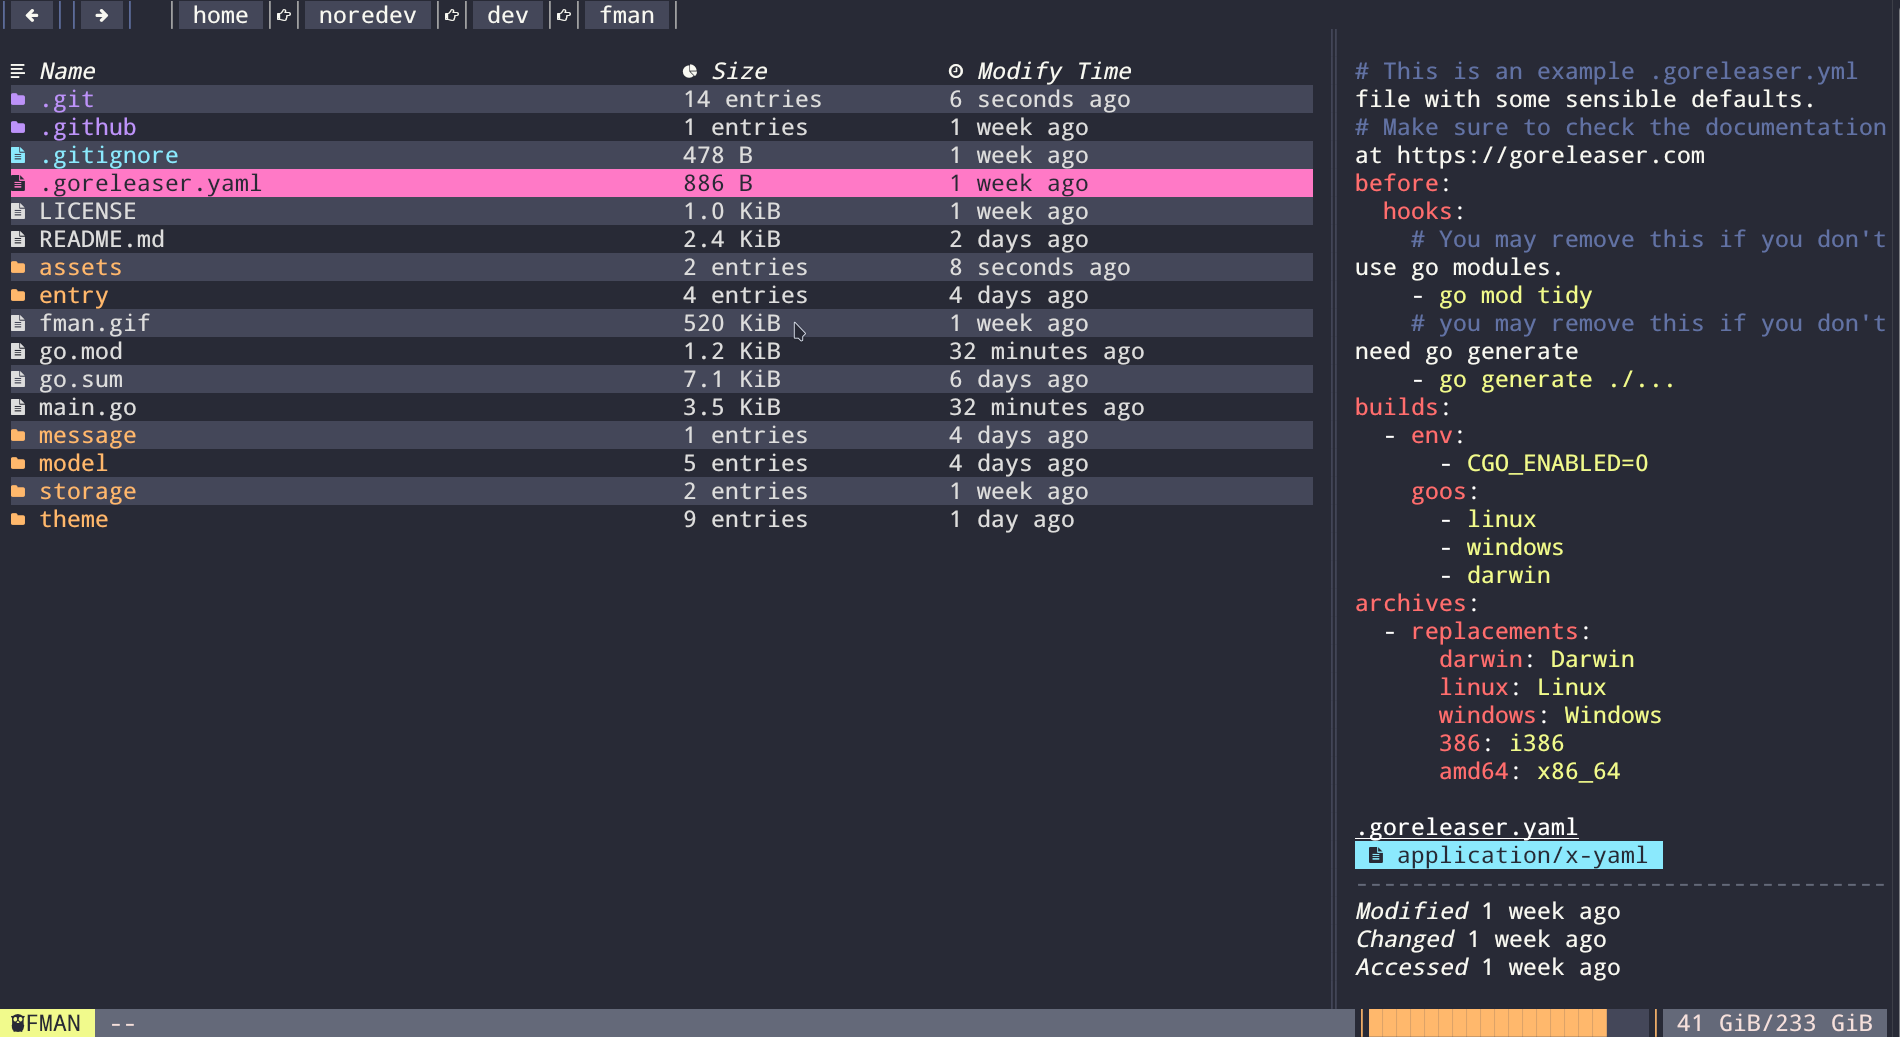 home noredev dev fman
Name Size Modify Time
.git 14 entries 6 seconds ago
.github 1 entries 1 week ago
.gitignore 478 B 1 week ago
.goreleaser.yaml 886 B 1 week ago
LICENSE 1.0 KiB 1 week ago
README.md 2.4 KiB 2 days ago
assets 2 entries 8 seconds ago
entry 4 entries 4 days ago
fman.gif 520 KiB 1 week ago
go.mod 1.2 KiB 32 minutes ago
go.sum 7.1 KiB 6 days ago
main.go 3.5 KiB 32 minutes ago
message 1 entries 4 days ago
model 5 entries 4 days ago
storage 2 entries 1 week ago
theme 9 entries 1 day ago
# This is an example .goreleaser.yml
file with some sensible defaults.
# Make sure to check the documentation
at https://goreleaser.com
before:
  hooks:
    # You may remove this if you don't
use go modules.
    - go mod tidy
    # you may remove this if you don't
need go generate
    - go generate ./...
builds:
  - env:
      - CGO_ENABLED=0
    goos:
      - linux
      - windows
      - darwin
archives:
  - replacements:
      darwin: Darwin
      linux: Linux
      windows: Windows
      386: i386
      amd64: x86_64
.goreleaser.yaml
application/x-yaml
--------------------------------------
Modified 1 week ago
Changed 1 week ago
Accessed 1 week ago
FMAN -- 41 GiB/233 GiB